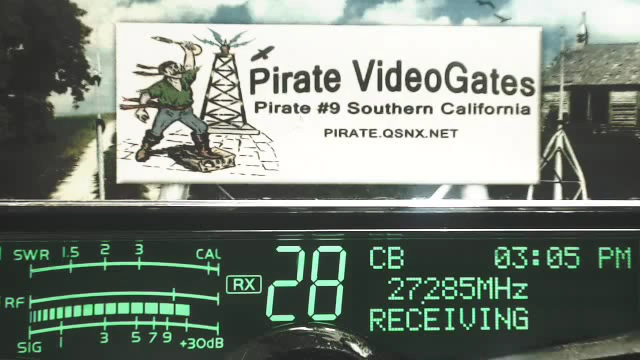 Pirate VideoGates
Pirate #9 Southern California
PIRATE.QSNX.NET
SWR 1.5 2 3 CAL
RX
28
CB 03:05 PM
27285MHz
RECEIVING
RF
SIG 1 3 5 7 9 +30dB